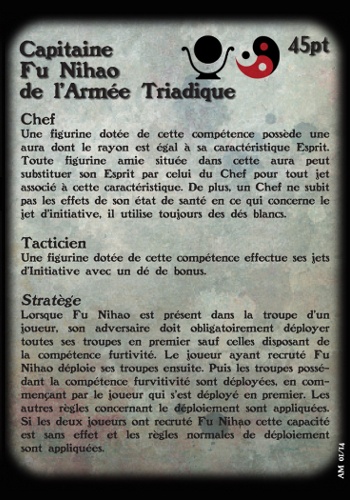 Capitaine
Fu Nihao
de l'Armée Triadique
45pt
Chef
Une figurine dotée de cette compétence possède une
aura dont le rayon est égal à sa caractéristique Esprit.
Toute figurine amie située dans cette aura peut
substituer son Esprit par celui du Chef pour tout jet
associé à cette caractéristique. De plus, un Chef ne subit
pas les effets de son état de santé en ce qui concerne le
jet d'initiative, il utilise toujours des dés blancs.
Tacticien
Une figurine dotée de cette compétence effectue ses jets
d'Initiative avec un dé de bonus.
Stratège
Lorsque Fu Nihao est présent dans la troupe d'un
joueur, son adversaire doit obligatoirement déployer
toutes ses troupes en premier sauf celles disposant de
la compétence furtivité. Le joueur ayant recruté Fu
Nihao déploie ses troupes ensuite. Puis les troupes possé-
dant la compétence furvitivité sont déployées, en com-
mençant par le joueur qui s'est déployé en premier. Les
autres règles concernant le déploiement sont appliquées.
Si les deux joueurs ont recruté Fu Nihao cette capacité
est sans effet et les règles normales de déploiement
sont appliquées.
AM 01/14